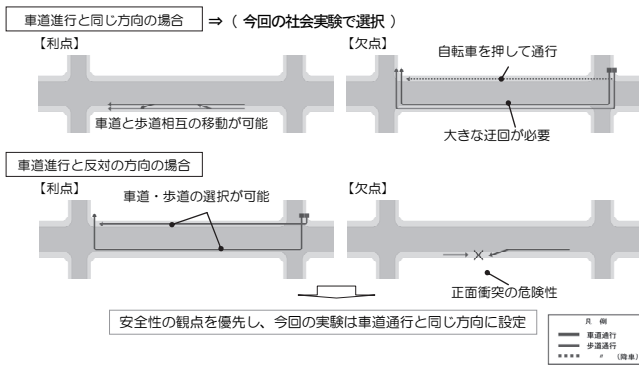 車道進行と同じ方向の場合 ⇒ ( 今回の社会実験で選択 )
【利点】
車道と歩道相互の移動が可能
【欠点】
自転車を押して通行
大きな迂回が必要
車道進行と反対の方向の場合
【利点】
車道・歩道の選択が可能
【欠点】
正面衝突の危険性
安全性の観点を優先し、今回の実験は車道通行と同じ方向に設定
凡 例
車道通行
歩道通行
〃 (降車)